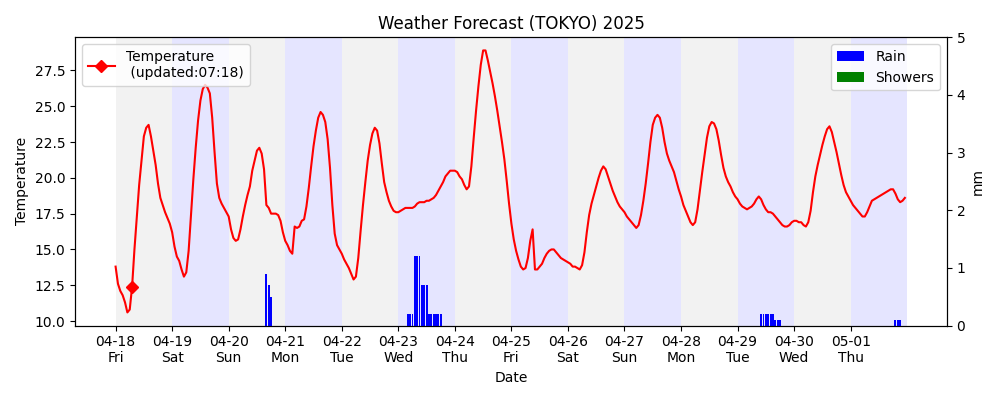 Weather Forecast (TOKYO) 2025
Temperature
(updated:07:18)
Rain
Showers
Temperature
27.5
25.0
22.5
20.0
17.5
15.0
12.5
10.0
5
4
3
2
1
0
mm
04-18 04-19 04-20 04-21 04-22 04-23 04-24 04-25 04-26 04-27 04-28 04-29 04-30 05-01
Fri Sat Sun Mon Tue Wed Thu Fri Sat Sun Mon Tue Wed Thu
Date